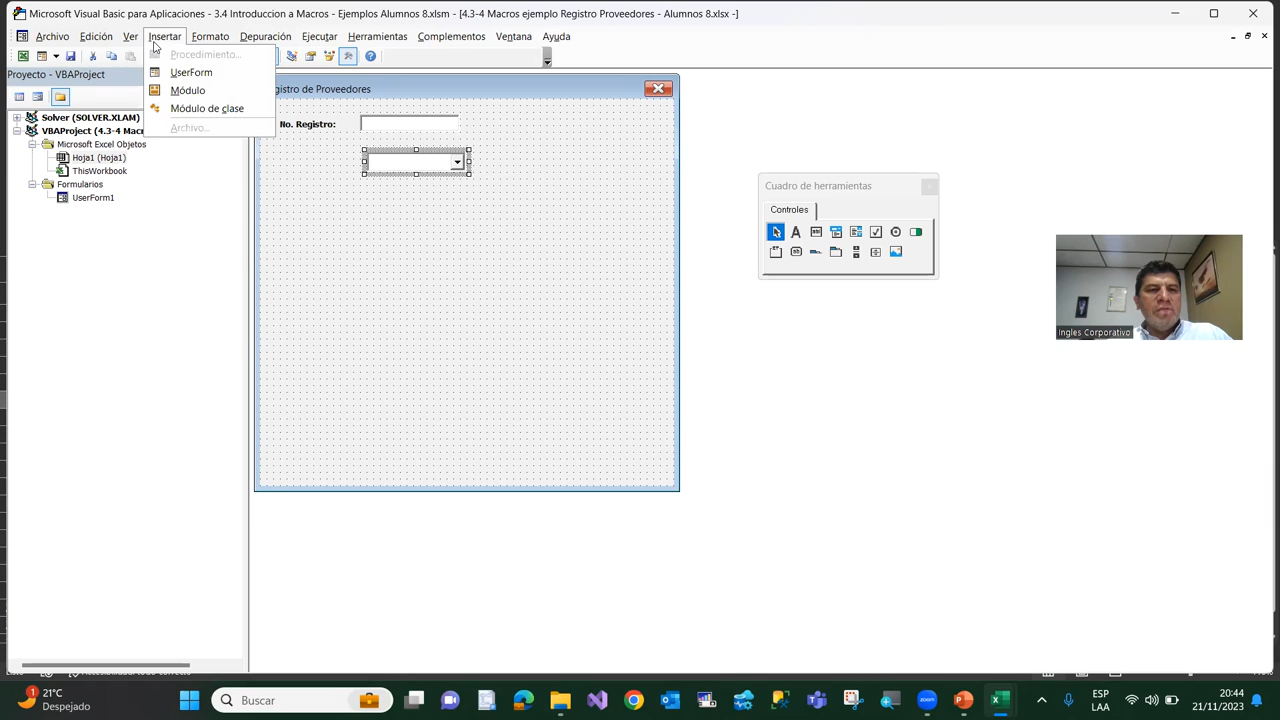 Microsoft Visual Basic para Aplicaciones - 3.4 Introduccion a Macros - Ejemplos Alumnos 8.xlsm - [4.3-4 Macros ejemplo Registro Proveedores - Alumnos 8.xlsx -]
Archivo Edición Ver Insertar Formato Depuración Ejecutar Herramientas Complementos Ventana Ayuda
Procedimiento...
UserForm
Módulo
Módulo de clase
Archivo...
Proyecto - VBAProject
Solver (SOLVER.XLAM)
VBAProject (4.3-4 Mac
Microsoft Excel Objetos
Hoja1 (Hoja1)
ThisWorkbook
Formularios
UserForm1
gistro de Proveedores
No. Registro:
Cuadro de herramientas
Controles
Ingles Corporativo
21°C
Despejado
Buscar
ESP
LAA
20:44
21/11/2023